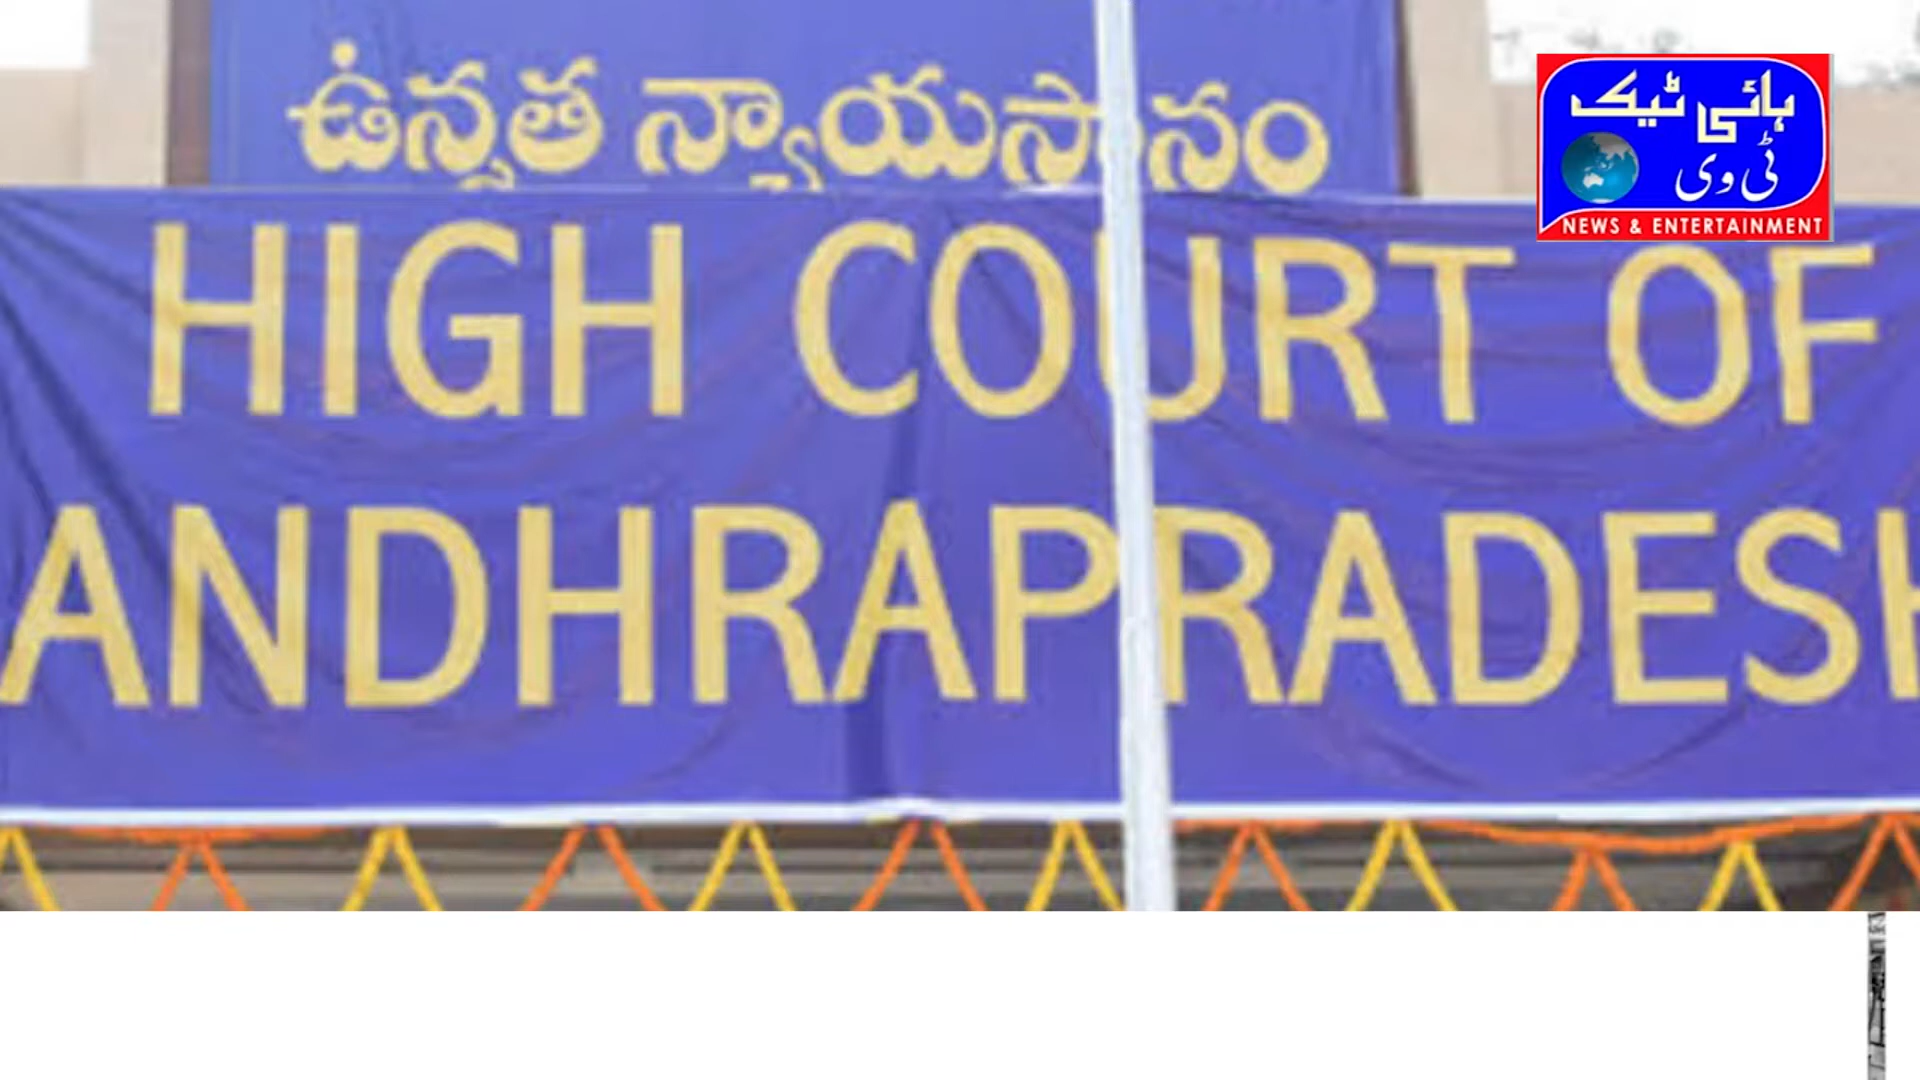 ఉన్నత న్యాయస్ానం
HIGH COURT OF
ANDHRAPRADESH
ہائی ٹیک
ٹی وی
NEWS & ENTERTAINMENT